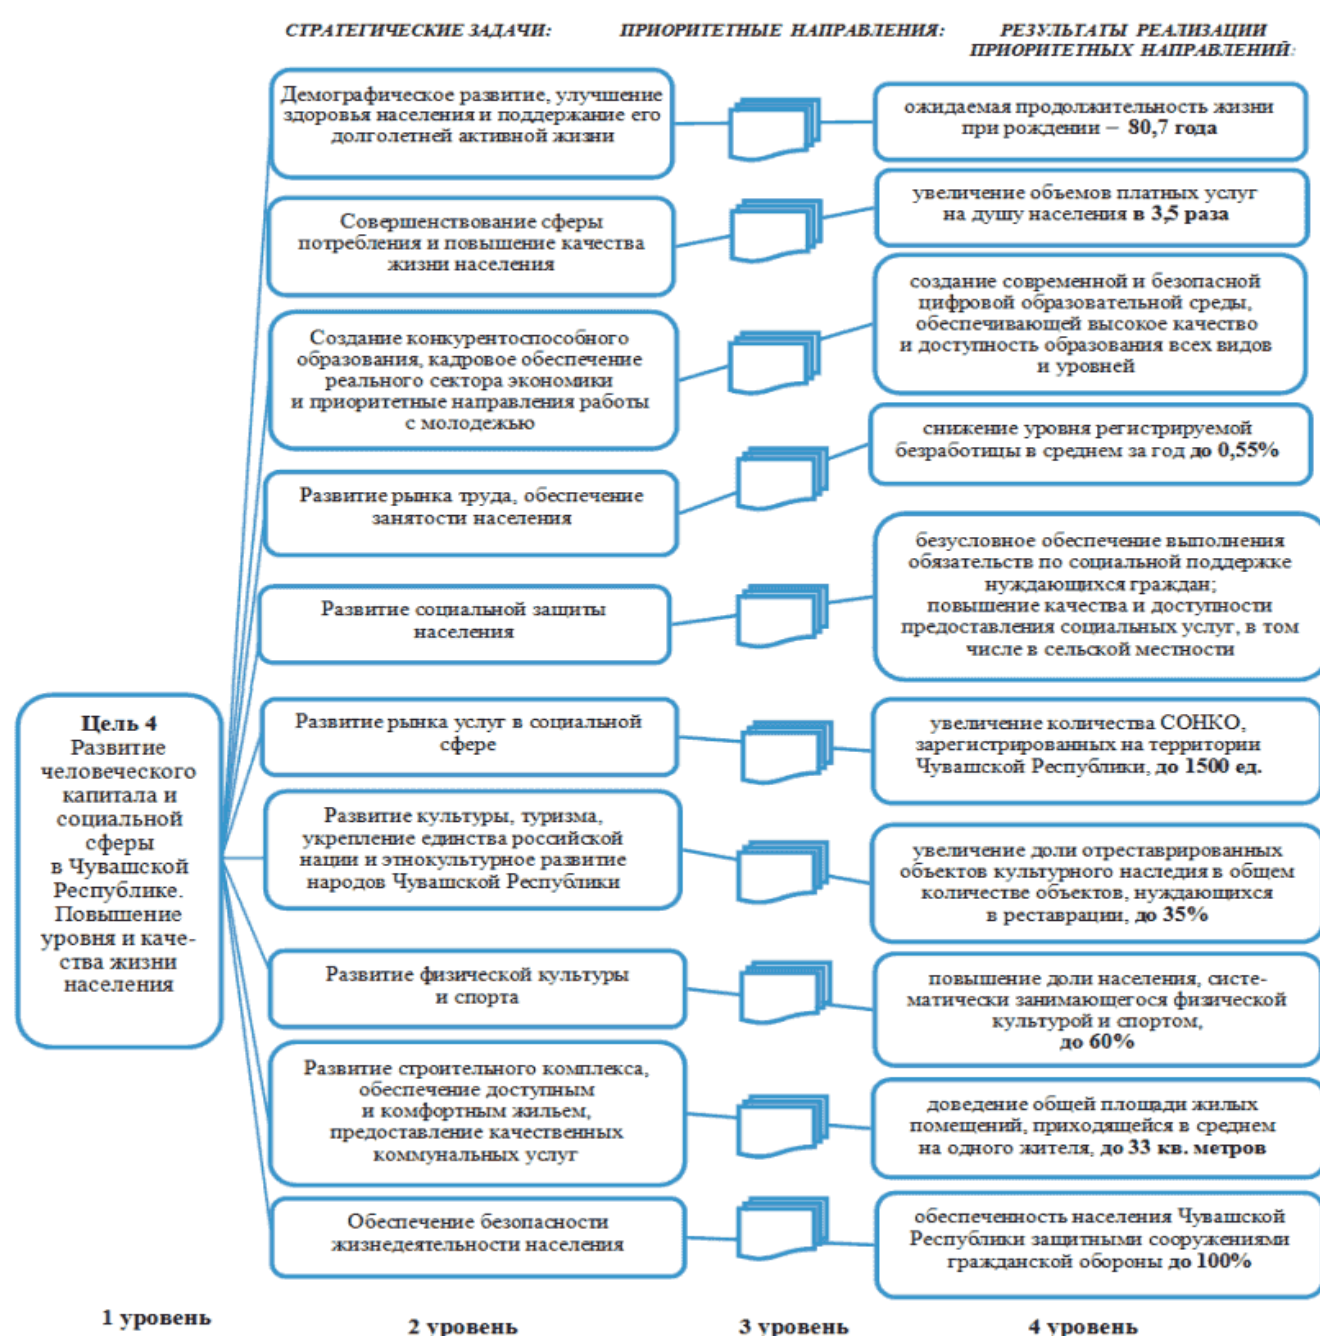 СТРАТЕГИЧЕСКИЕ ЗАДАЧИ:
ПРИОРИТЕТНЫЕ НАПРАВЛЕНИЯ:
РЕЗУЛЬТАТЫ РЕАЛИЗАЦИИ
ПРИОРИТЕТНЫХ НАПРАВЛЕНИЙ:
Цель 4
Развитие
человеческого
капитала и
социальной
сферы
в Чувашской
Республике.
Повышение
уровня и каче-
ства жизни
населения
Демографическое развитие, улучшение
здоровья населения и поддержание его
долголетней активной жизни
ожидаемая продолжительность жизни
при рождении – 80,7 года
Совершенствование сферы
потребления и повышение качества
жизни населения
увеличение объемов платных услуг
на душу населения в 3,5 раза
Создание конкурентоспособного
образования, кадровое обеспечение
реального сектора экономики
и приоритетные направления работы
с молодежью
создание современной и безопасной
цифровой образовательной среды,
обеспечивающей высокое качество
и доступность образования всех видов
и уровней
Развитие рынка труда, обеспечение
занятости населения
снижение уровня регистрируемой
безработицы в среднем за год до 0,55%
Развитие социальной защиты
населения
безусловное обеспечение выполнения
обязательств по социальной поддержке
нуждающихся граждан;
повышение качества и доступности
предоставления социальных услуг, в том
числе в сельской местности
Развитие рынка услуг в социальной
сфере
увеличение количества СОНКО,
зарегистрированных на территории
Чувашской Республики, до 1500 ед.
Развитие культуры, туризма,
укрепление единства российской
нации и этнокультурное развитие
народов Чувашской Республики
увеличение доли отреставрированных
объектов культурного наследия в общем
количестве объектов, нуждающихся
в реставрации, до 35%
Развитие физической культуры
и спорта
повышение доли населения, систе-
матически занимающегося физической
культурой и спортом,
до 60%
Развитие строительного комплекса,
обеспечение доступным
и комфортным жильем,
предоставление качественных
коммунальных услуг
доведение общей площади жилых
помещений, приходящейся в среднем
на одного жителя, до 33 кв. метров
Обеспечение безопасности
жизнедеятельности населения
обеспеченность населения Чувашской
Республики защитными сооружениями
гражданской обороны до 100%
1 уровень
2 уровень
3 уровень
4 уровень